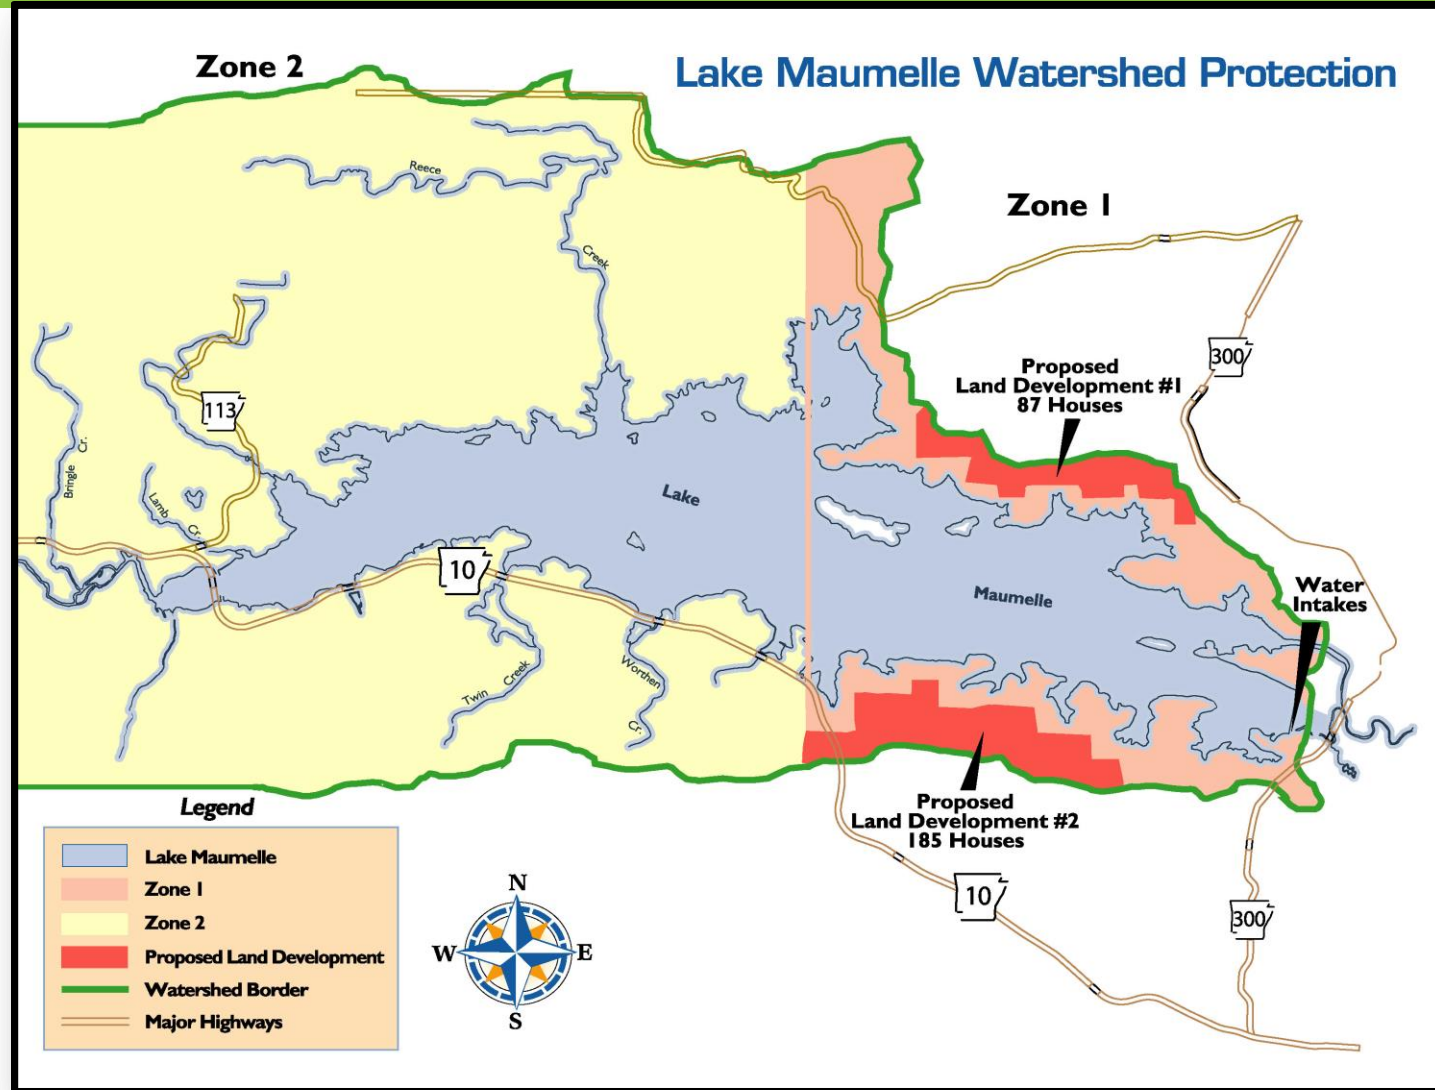 Zone 2
Lake Maumelle Watershed Protection
Reece
Creek
Zone 1
300
Proposed
Land Development #1
87 Houses
113
Bringle Cr.
Lamb Cr.
Lake
10
Maumelle
Water
Intakes
Twin Creek
Worthen Cr.
Proposed
Land Development #2
185 Houses
10
300
Legend
Lake Maumelle
Zone 1
Zone 2
Proposed Land Development
Watershed Border
Major Highways
N
W
E
S